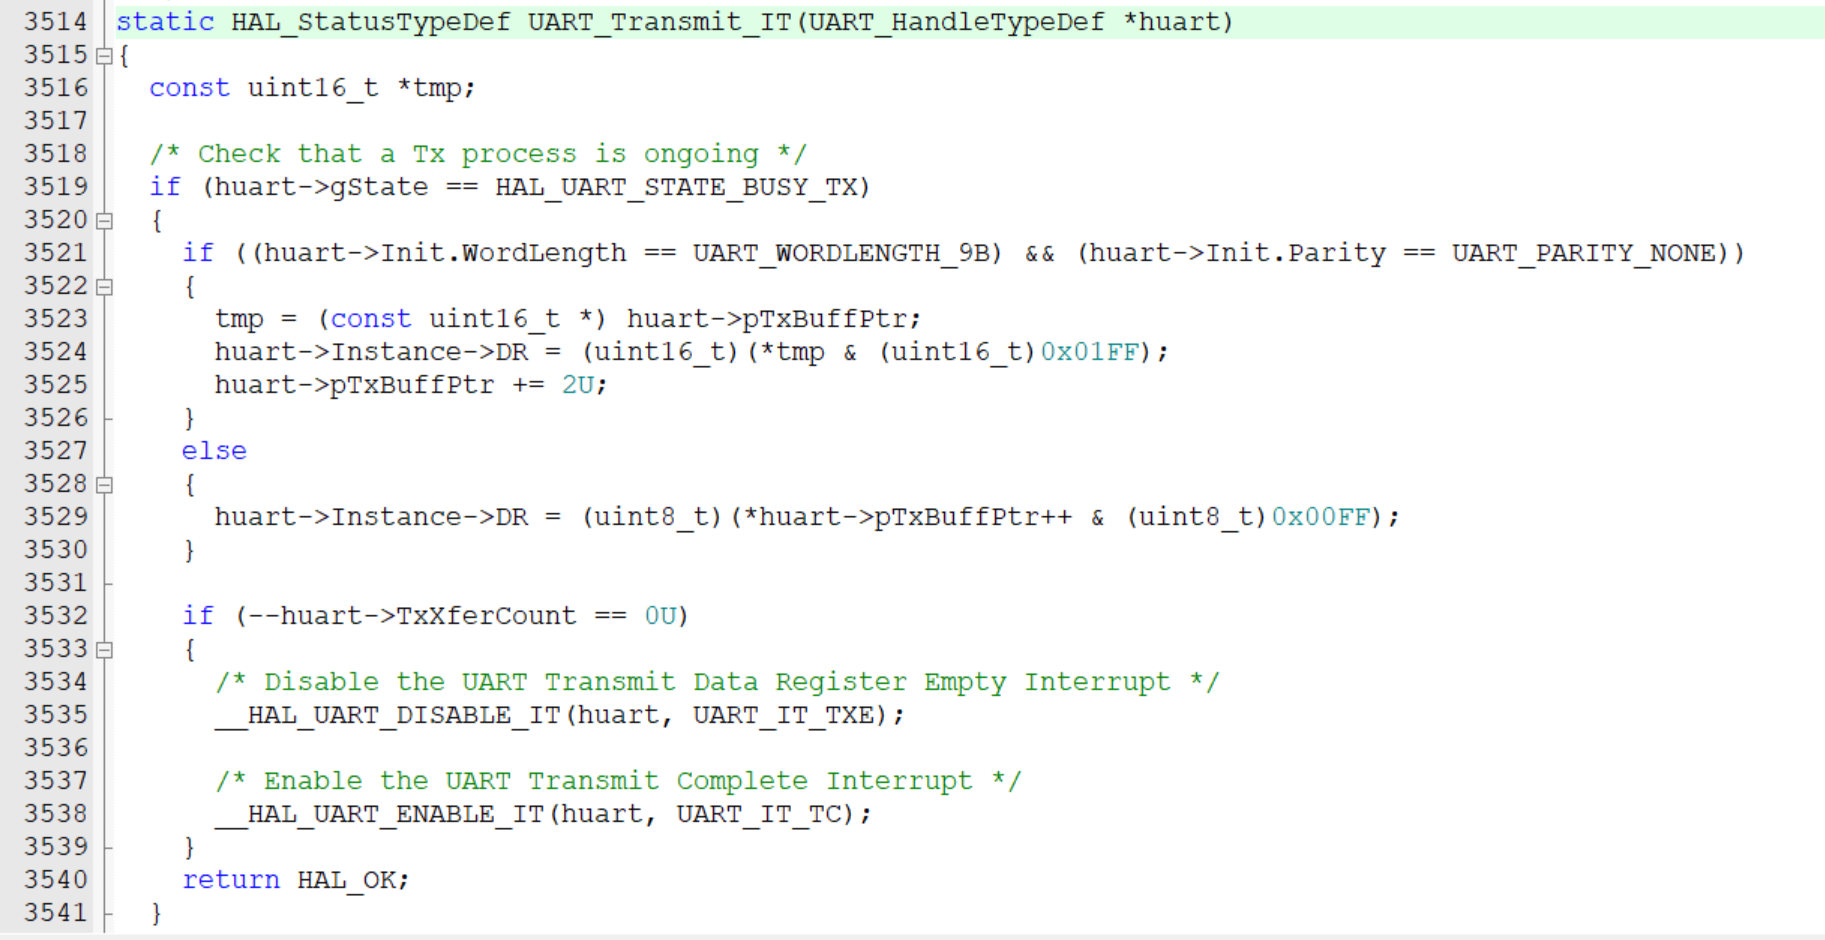 3514 static HAL_StatusTypeDef UART_Transmit_IT(UART_HandleTypeDef *huart)
3515 {
3516   const uint16_t *tmp;
3517
3518   /* Check that a Tx process is ongoing */
3519   if (huart->gState == HAL_UART_STATE_BUSY_TX)
3520   {
3521     if ((huart->Init.WordLength == UART_WORDLENGTH_9B) && (huart->Init.Parity == UART_PARITY_NONE))
3522     {
3523       tmp = (const uint16_t *) huart->pTxBuffPtr;
3524       huart->Instance->DR = (uint16_t)(*tmp & (uint16_t)0x01FF);
3525       huart->pTxBuffPtr += 2U;
3526     }
3527     else
3528     {
3529       huart->Instance->DR = (uint8_t)(*huart->pTxBuffPtr++ & (uint8_t)0x00FF);
3530     }
3531
3532     if (--huart->TxXferCount == 0U)
3533     {
3534       /* Disable the UART Transmit Data Register Empty Interrupt */
3535       __HAL_UART_DISABLE_IT(huart, UART_IT_TXE);
3536
3537       /* Enable the UART Transmit Complete Interrupt */
3538       __HAL_UART_ENABLE_IT(huart, UART_IT_TC);
3539     }
3540     return HAL_OK;
3541   }